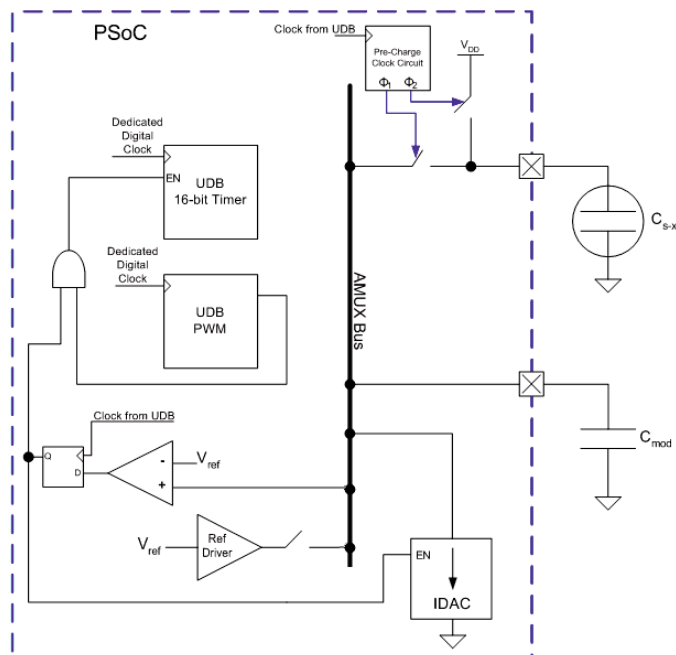 PSoC
Clock from UDB
Pre-Charge
Clock Circuit
Φ1 Φ2
VDD
Dedicated
Digital
Clock
EN
UDB
16-bit Timer
Dedicated
Digital
Clock
UDB
PWM
AMUX Bus
Cs-x
Clock from UDB
Q
D
-
+
Vref
Cmod
Vref
Ref
Driver
EN
IDAC